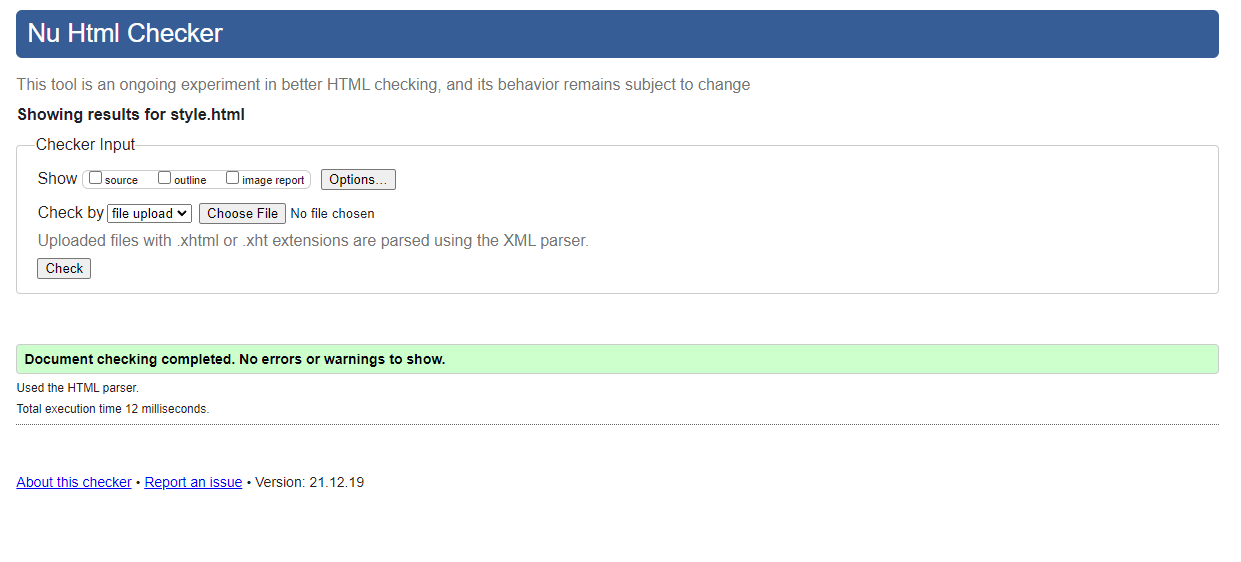 Nu Html Checker
This tool is an ongoing experiment in better HTML checking, and its behavior remains subject to change
Showing results for style.html
Checker Input
Show source outline image report Options...
Check by file upload Choose File No file chosen
Uploaded files with .xhtml or .xht extensions are parsed using the XML parser.
Check
Document checking completed. No errors or warnings to show.
Used the HTML parser.
Total execution time 12 milliseconds.
About this checker • Report an issue • Version: 21.12.19